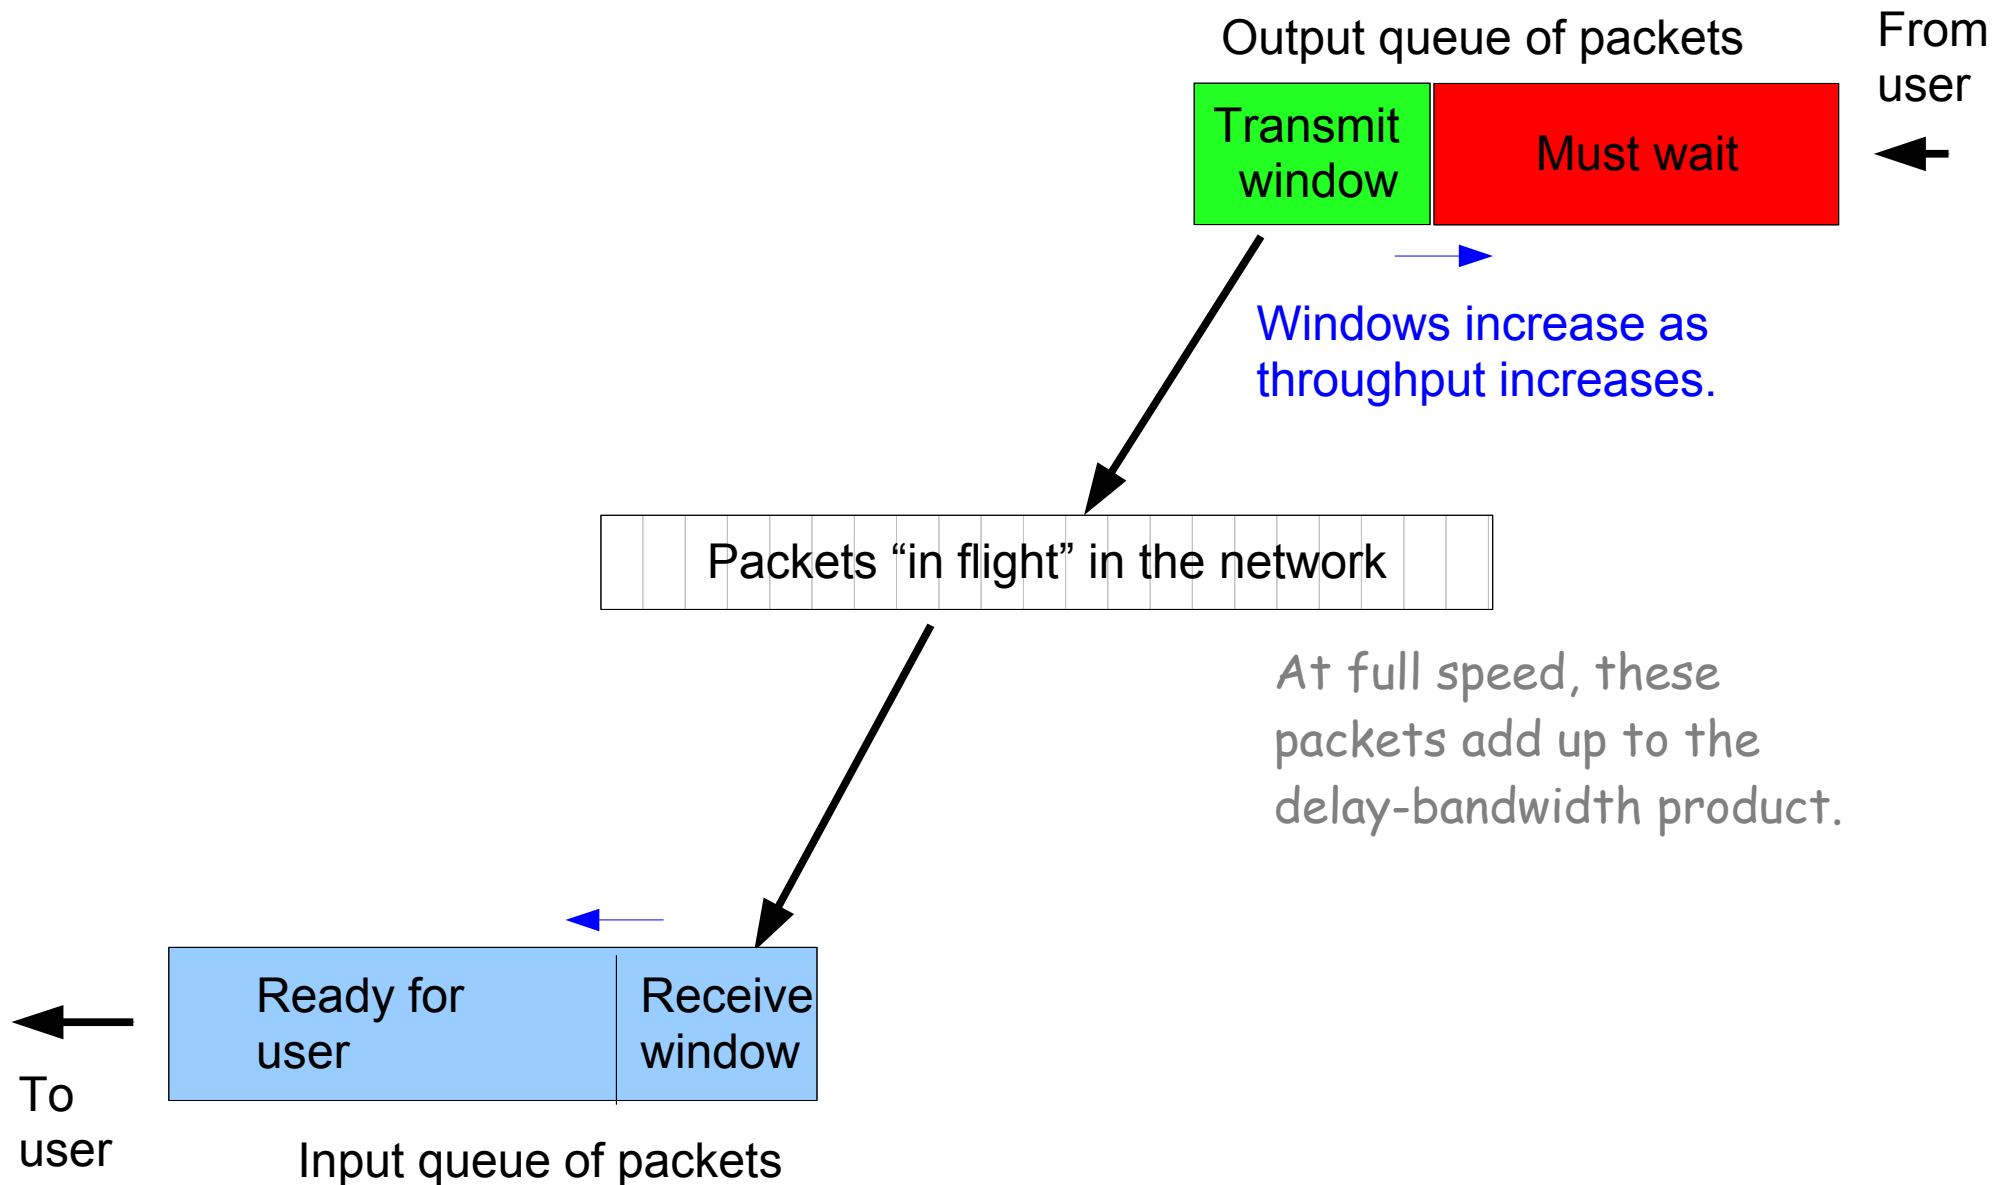 Output queue of packets
From
user
Transmit
window
Must wait
Windows increase as
throughput increases.
Packets “in flight” in the network
At full speed, these
packets add up to the
delay-bandwidth product.
Ready for
user
Receive
window
To
user
Input queue of packets